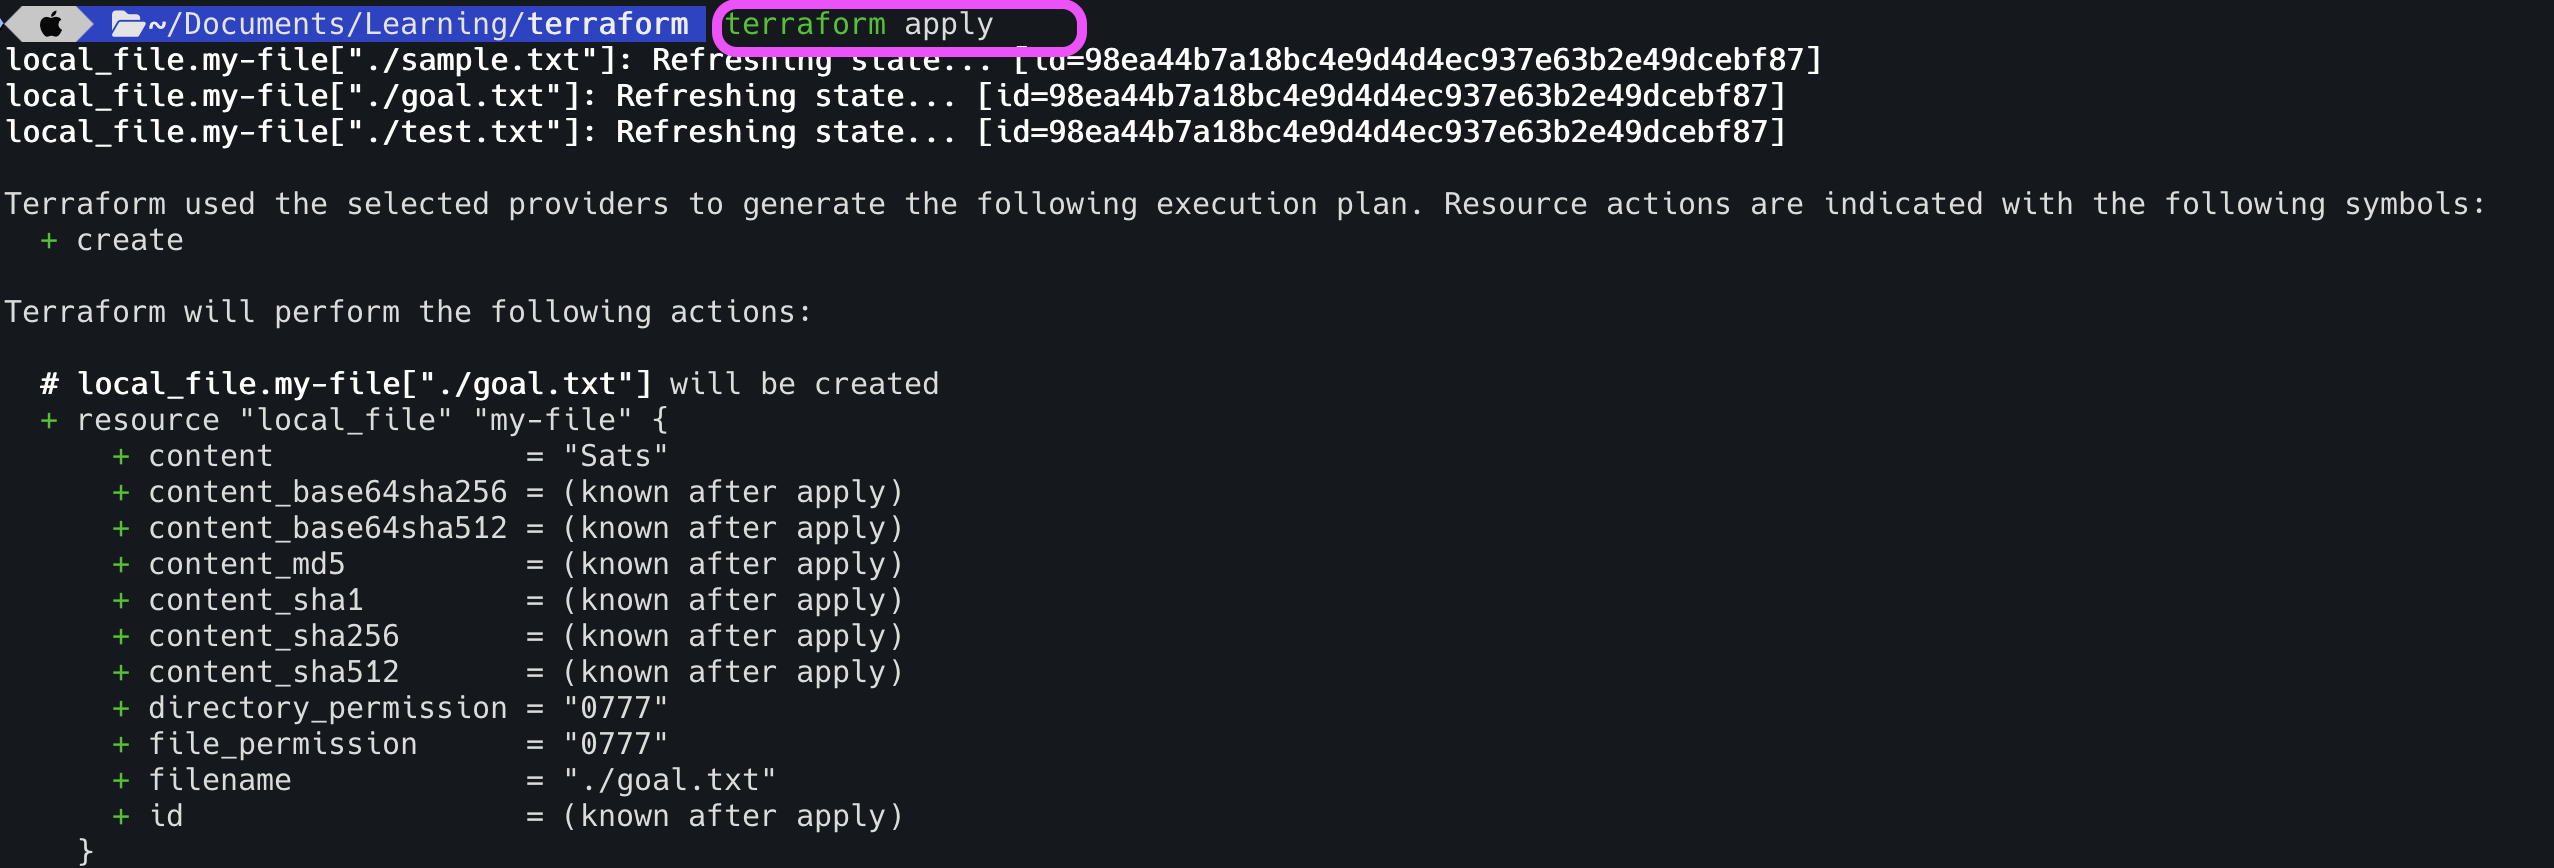 ~/Documents/Learning/terraform terraform apply
local_file.my-file["./sample.txt"]: Refreshing state... [id=98ea44b7a18bc4e9d4d4ec937e63b2e49dcebf87]
local_file.my-file["./goal.txt"]: Refreshing state... [id=98ea44b7a18bc4e9d4d4ec937e63b2e49dcebf87]
local_file.my-file["./test.txt"]: Refreshing state... [id=98ea44b7a18bc4e9d4d4ec937e63b2e49dcebf87]
Terraform used the selected providers to generate the following execution plan. Resource actions are indicated with the following symbols:
+ create
Terraform will perform the following actions:
# local_file.my-file["./goal.txt"] will be created
+ resource "local_file" "my-file" {
+ content = "Sats"
+ content_base64sha256 = (known after apply)
+ content_base64sha512 = (known after apply)
+ content_md5 = (known after apply)
+ content_sha1 = (known after apply)
+ content_sha256 = (known after apply)
+ content_sha512 = (known after apply)
+ directory_permission = "0777"
+ file_permission = "0777"
+ filename = "./goal.txt"
+ id = (known after apply)
}